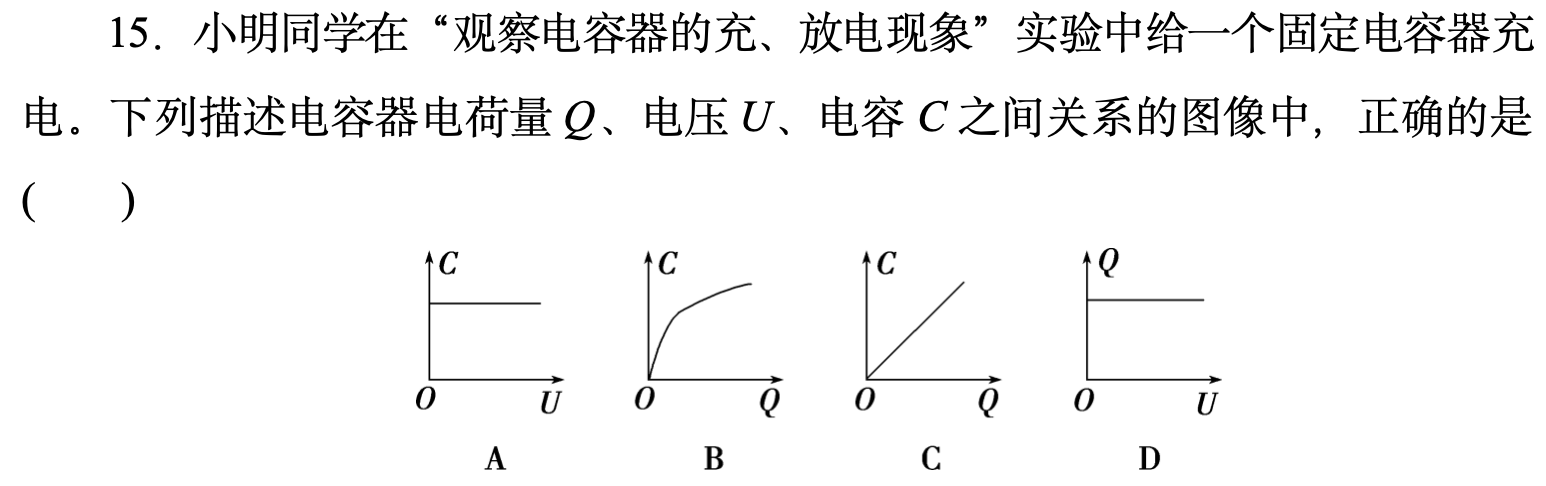 15. 小明同学在“观察电容器的充、放电现象”实验中给一个固定电容器充
电。下列描述电容器电荷量 Q、电压 U、电容 C 之间关系的图像中，正确的是
(　　)
C C C Q
O U O Q O Q O U
A B C D